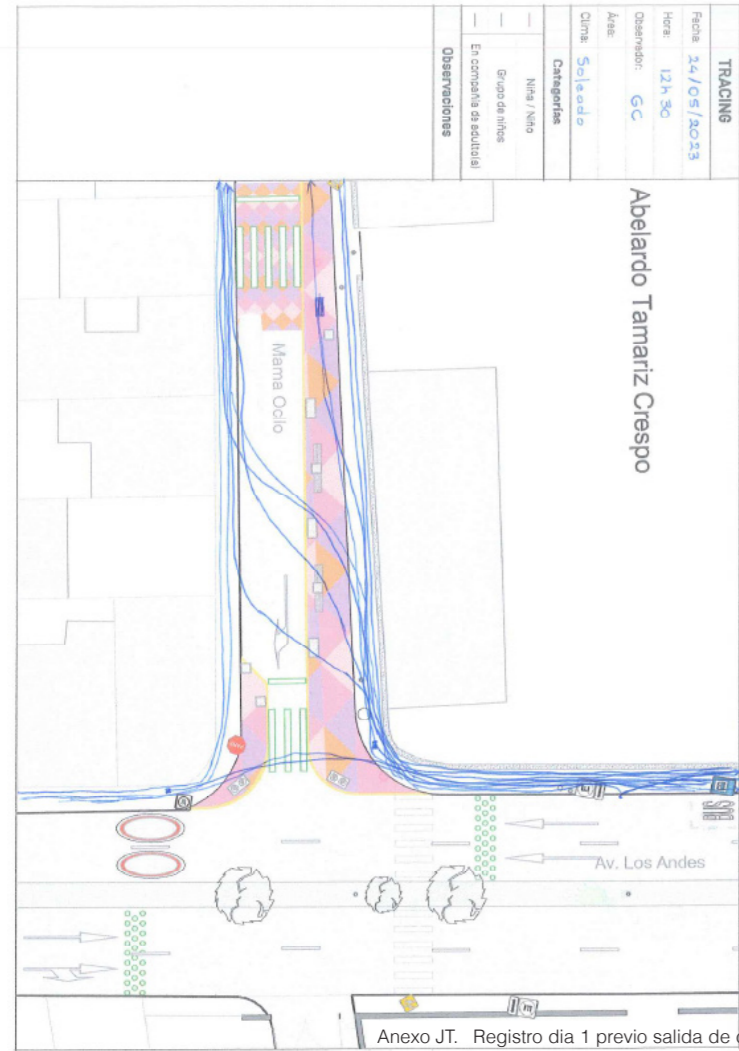 TRACING
Fecha: 24/05/2023
Hora: 12h30
Observador: GC
Área:
Clima: Soleado
Categorías
Niña / Niño
Grupo de niños
En compañía de adulto(s)
Observaciones
Abelardo Tamariz Crespo
Mama Ocllo
BUS
Av. Los Andes
Anexo JT. Registro dia 1 previo salida de